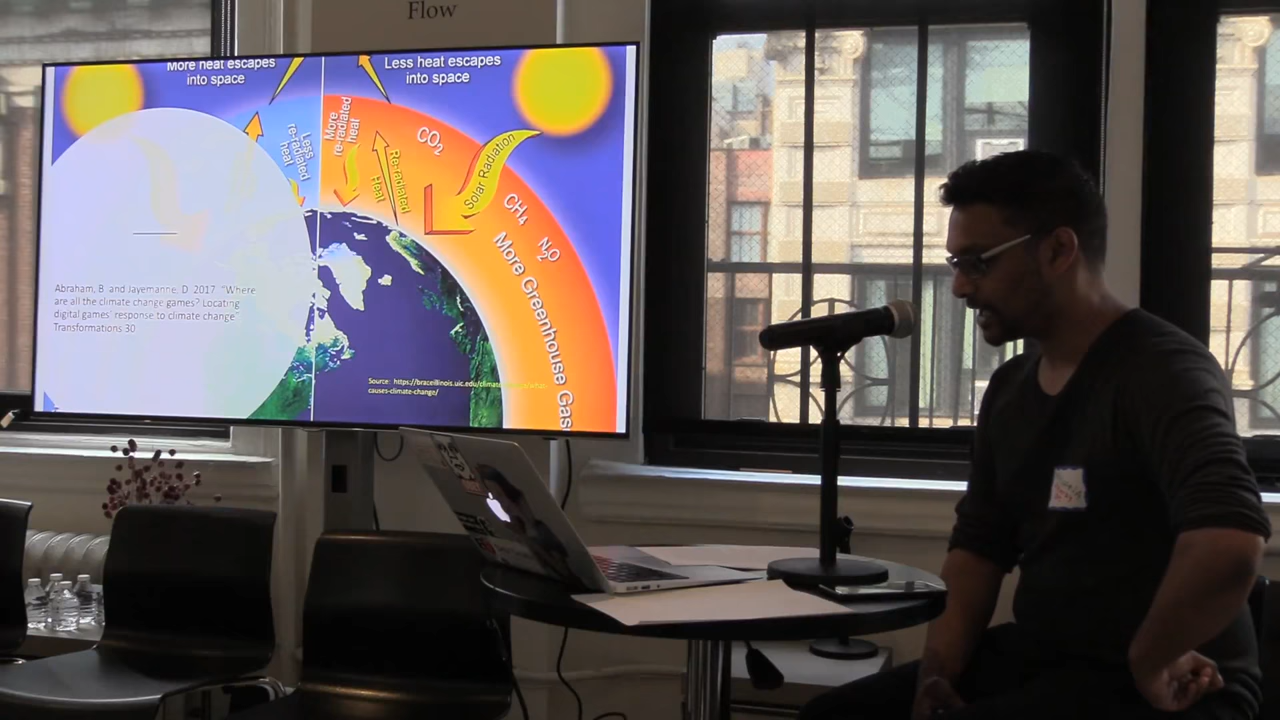 Flow
More heat escapes
into space
Less heat escapes
into space
Less
re-radiated
heat
More
re-radiated
heat
Re-radiated
Heat
CO2
Solar Radiation
CH4
N2O
More Greenhouse Gas
Abraham, B and Jayemanne, D 2017 "Where
are all the climate change games? Locating
digital games' response to climate change"
Transformations 30
Source: https://braceillinois.uic.edu/climate
causes-climate-change/